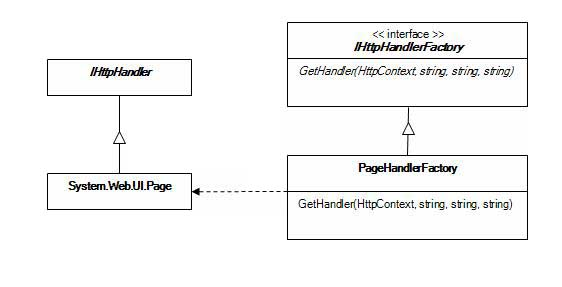 << interface >>
IHttpHandlerFactory
GetHandler(HttpContext, string, string, string)
IHttpHandler
PageHandlerFactory
GetHandler(HttpContext, string, string, string)
System.Web.UI.Page